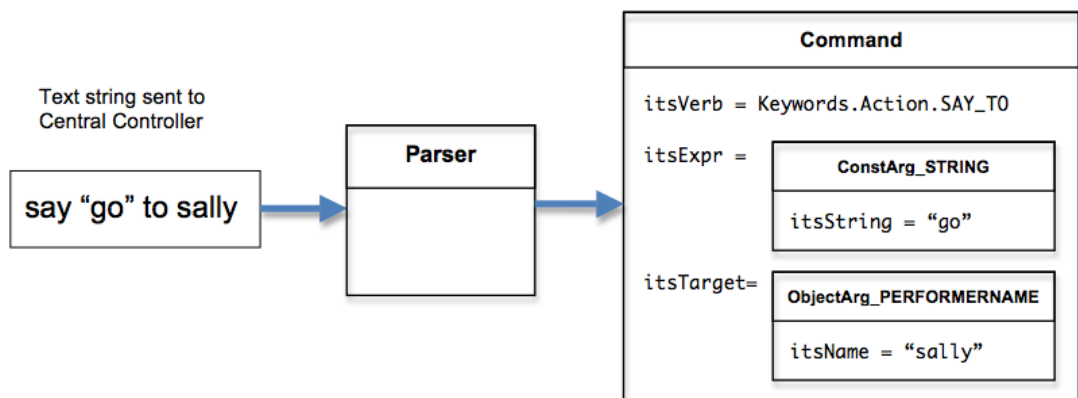 Text string sent to
Central Controller
say “go” to sally
Parser
Command
itsVerb = Keywords.Action.SAY_TO
itsExpr =
ConstArg_STRING
itsString = “go”
itsTarget=
ObjectArg_PERFORMERNAME
itsName = “sally”